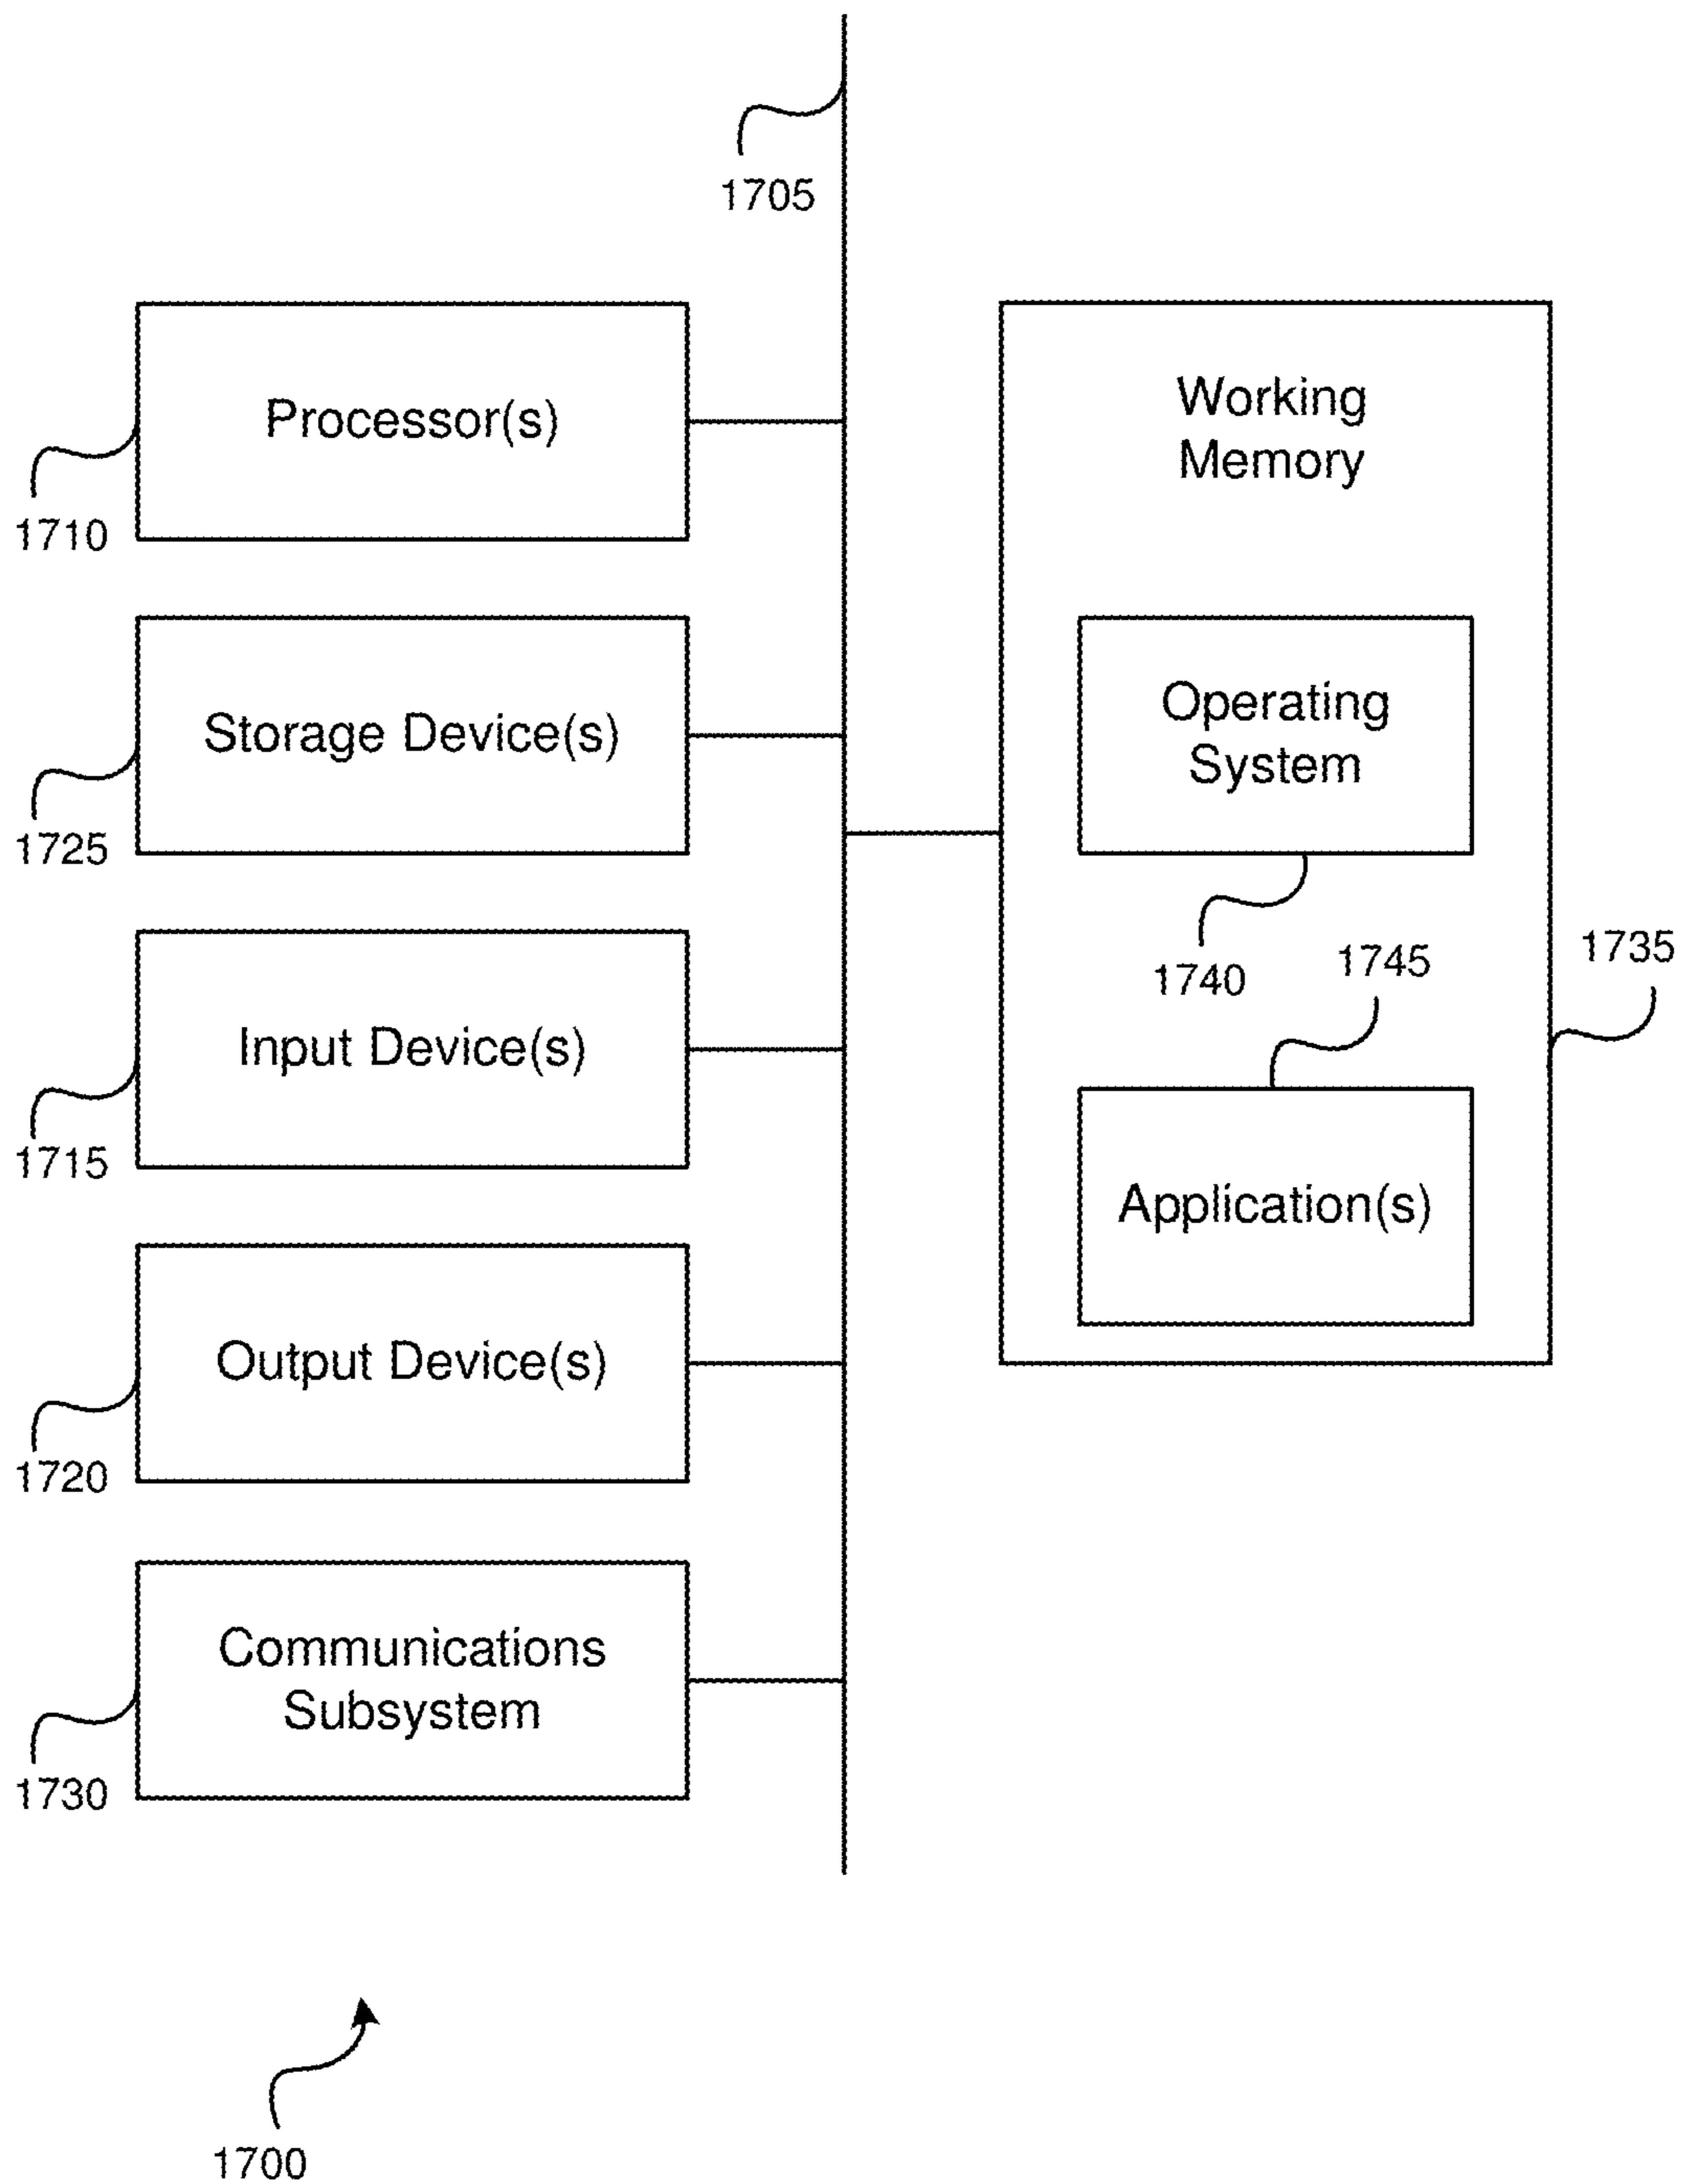 1705
Processor(s)
1710
Storage Device(s)
1725
Input Device(s)
1715
Output Device(s)
1720
Communications
Subsystem
1730
Working
Memory
Operating
System
1740
1745
1735
Application(s)
1700